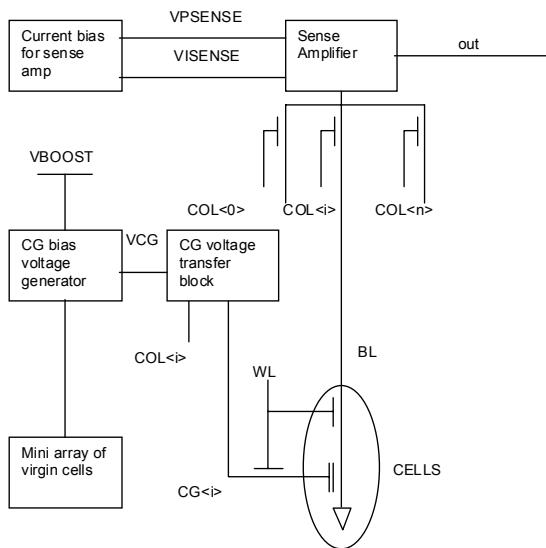 VPSENSE
Current bias
for sense
amp
VISENSE
Sense
Amplifier
out
VBOOST
COL<0>
COL<i>
COL<n>
CG bias
voltage
generator
VCG
CG voltage
transfer
block
COL<i>
BL
WL
Mini array of
virgin cells
CG<i>
CELLS